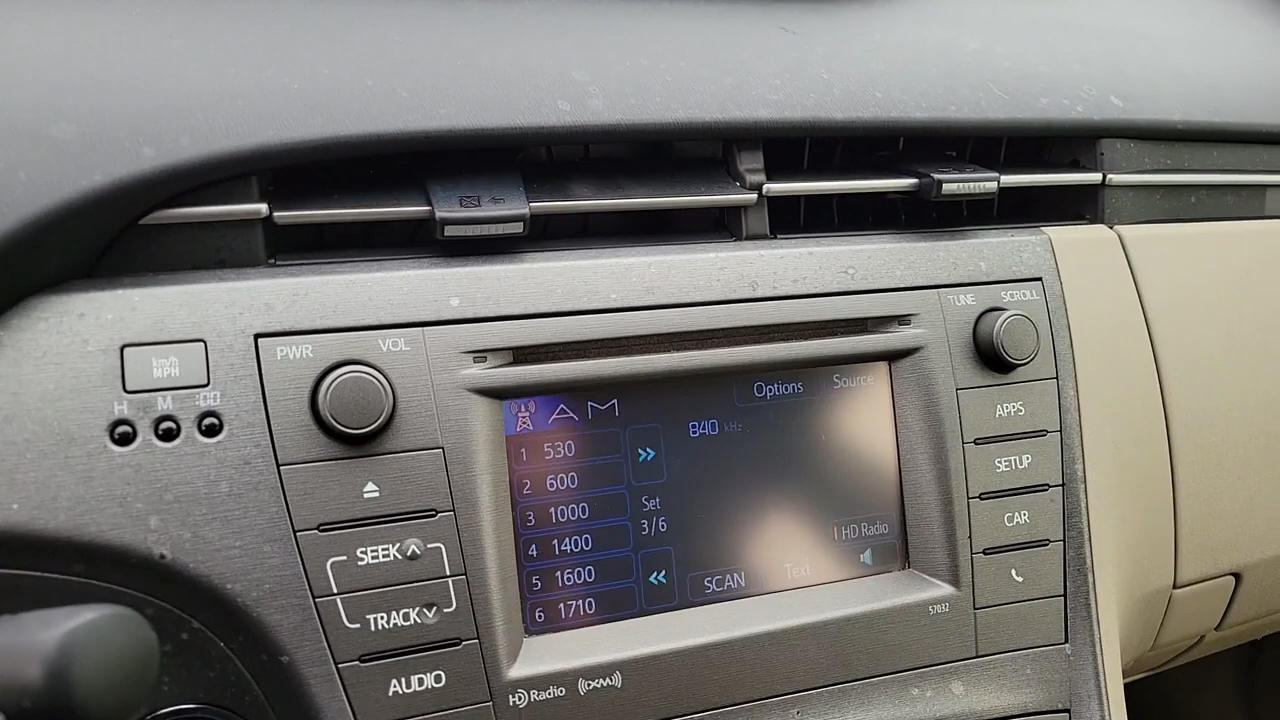 km/h
MPH
H M :00
PWR VOL
TUNE SCROLL
AM
Options Source
840 kHz
1 530
2 600
3 1000
4 1400
5 1600
6 1710
Set
3/6
HD Radio
SCAN Text
SEEK
TRACK
AUDIO
APPS
SETUP
CAR
57032
HD Radio ((XM))